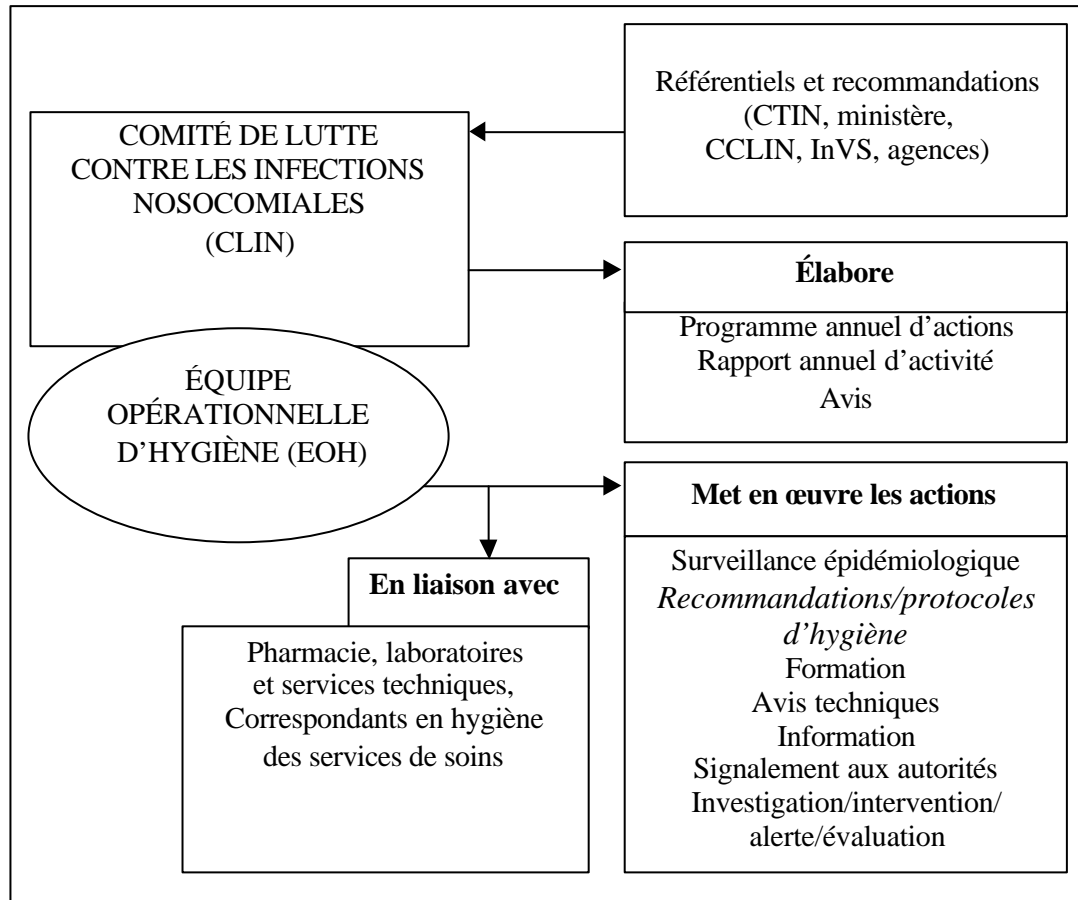 COMITÉ DE LUTTE
CONTRE LES INFECTIONS
NOSOCOMIALES
(CLIN)
Référentiels et recommandations
(CTIN, ministère,
CCLIN, InVS, agences)
Élabore
Programme annuel d’actions
Rapport annuel d’activité
Avis
ÉQUIPE
OPÉRATIONNELLE
D’HYGIÈNE (EOH)
En liaison avec
Pharmacie, laboratoires
et services techniques,
Correspondants en hygiène
des services de soins
Met en œuvre les actions
Surveillance épidémiologique
Recommandations/protocoles
d’hygiène
Formation
Avis techniques
Information
Signalement aux autorités
Investigation/intervention/
alerte/évaluation